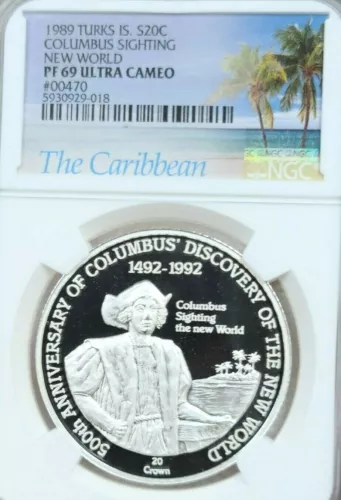 1989 TURKS IS. S20C
COLUMBUS SIGHTING
NEW WORLD
PF 69 ULTRA CAMEO
#00470
5930929-018
The Caribbean
NGC
500th ANNIVERSARY OF COLUMBUS' DISCOVERY OF THE NEW WORLD
1492-1992
Columbus
Sighting
the new World
20
Crown